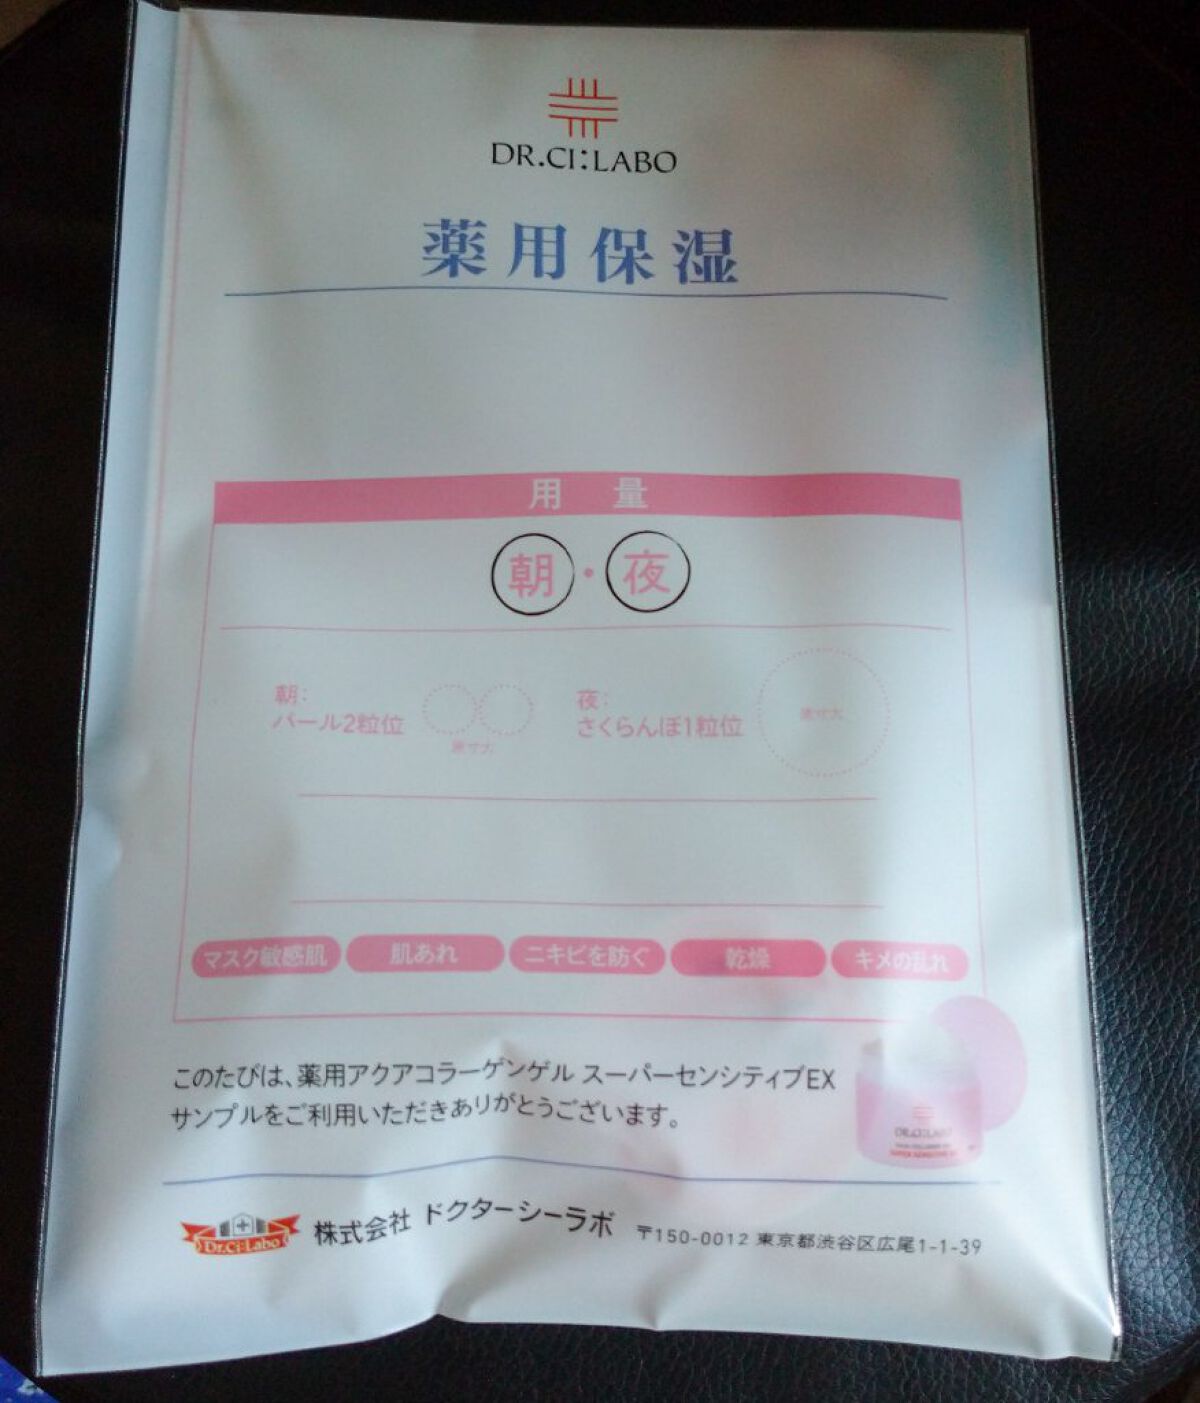 DR.CI:LABO
薬用保湿
用量
朝・夜
朝:
パール2粒位
原寸大
夜:
さくらんぼ1粒位
原寸大
マスク敏感肌 肌あれ ニキビを防ぐ 乾燥 キメの乱れ
このたびは、薬用アクアコラーゲンゲル スーパーセンシティブEX
サンプルをご利用いただきありがとうございます。
DR.CI:LABO
Dr.Ci:Labo 株式会社 ドクターシーラボ 〒150-0012 東京都渋谷区広尾1-1-39